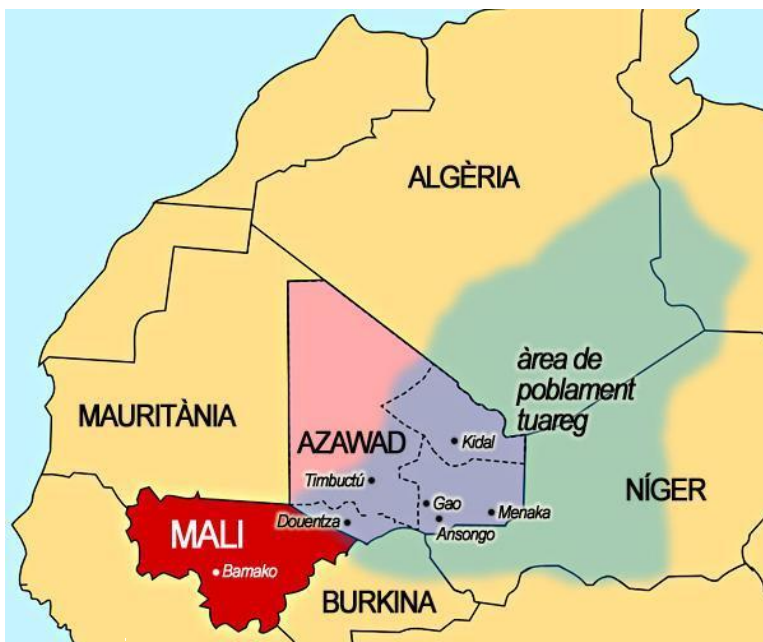 ALGÈRIA
àrea de
poblament
tuareg
MAURITÀNIA
AZAWAD
Kidal
Timbuctú
NÍGER
Gao
Menaka
Douentza
Ansongo
MALI
Bamako
BURKINA